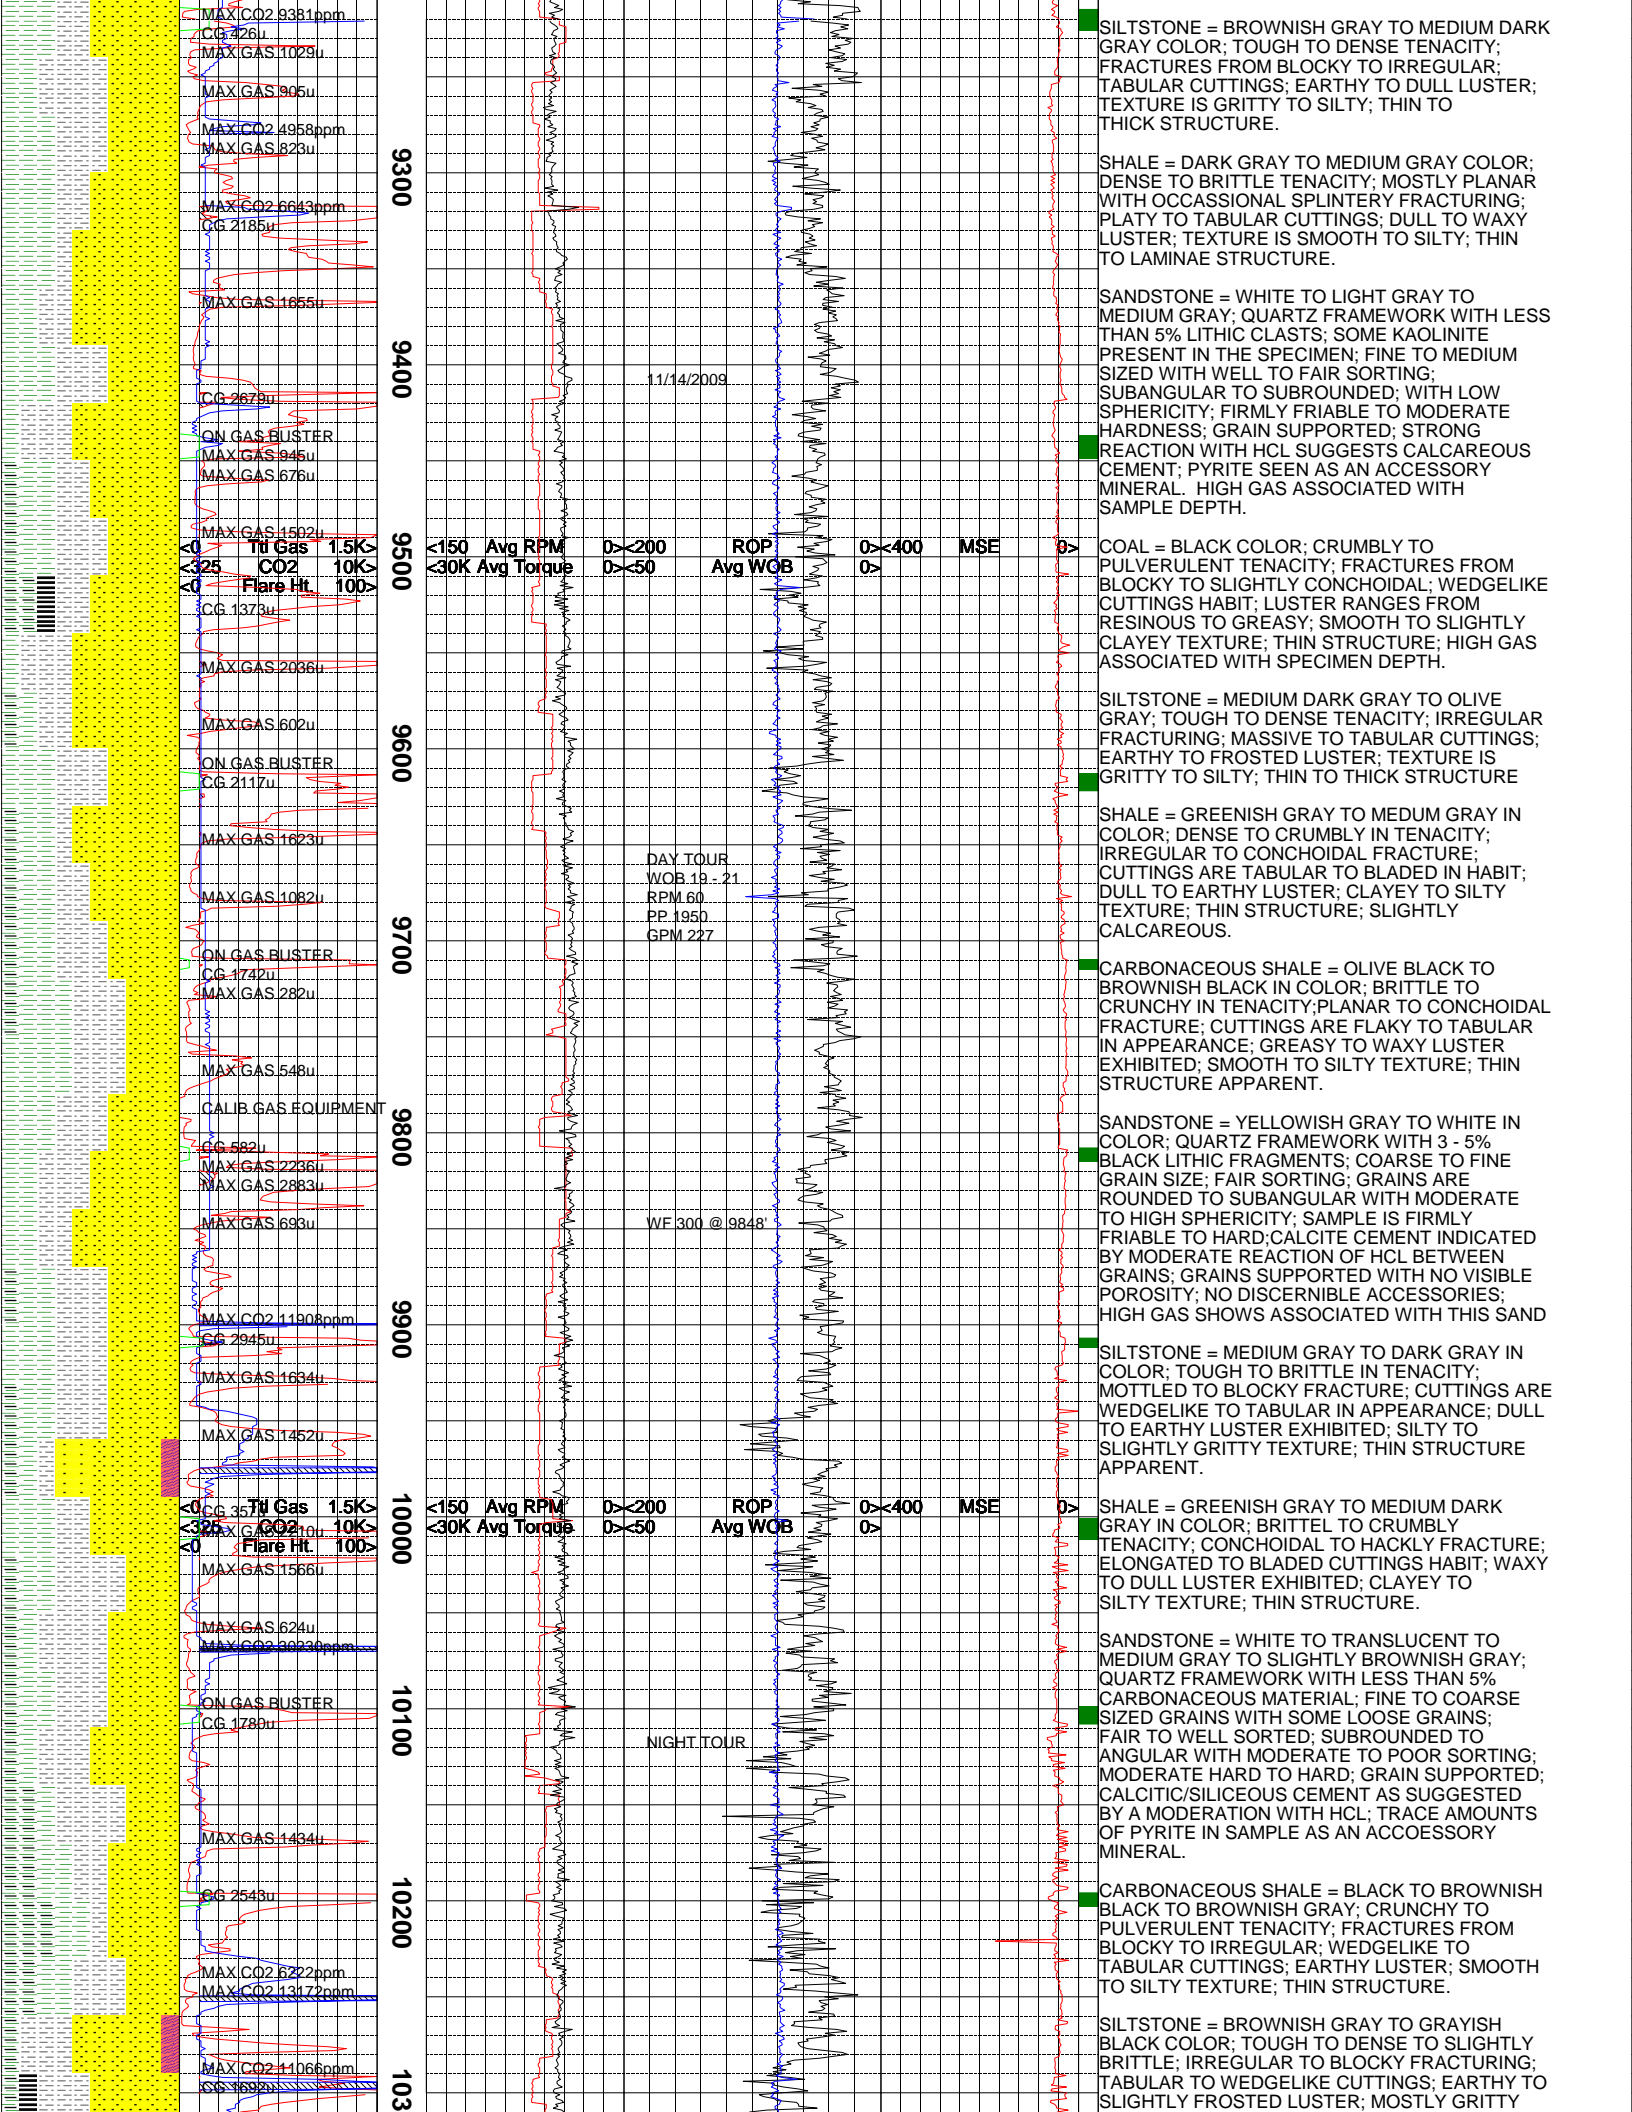 MAX CO2 9381ppm
CG 426u
MAX GAS 1029u
MAX GAS 905u
MAX CO2 4958ppm
MAX GAS 823u
MAX CO2 6643ppm
CG 2185u
MAX GAS 1655u
CG 2679u
ON GAS BUSTER
MAX GAS 945u
MAX GAS 676u
MAX GAS 1502u
<0 Ttl Gas 1.5K>
<325 CO2 10K>
<0 Flare Ht. 100>
CG 1373u
MAX GAS 2036u
MAX GAS 602u
ON GAS BUSTER
CG 2117u
MAX GAS 1623u
MAX GAS 1082u
ON GAS BUSTER
CG 1742u
MAX GAS 282u
MAX GAS 548u
CALIB GAS EQUIPMENT
CG 582u
MAX GAS 2236u
MAX GAS 2883u
MAX GAS 693u
MAX CO2 11908ppm
CG 2945u
MAX GAS 1634u
MAX GAS 1452u
<0 Ttl Gas 1.5K>
<325 CO2 10K>
<0 Flare Ht. 100>
MAX GAS 1566u
MAX GAS 624u
MAX CO2 30230ppm
ON GAS BUSTER
CG 1780u
MAX GAS 1434u
CG 2543u
MAX CO2 6222ppm
MAX CO2 13172ppm
MAX CO2 11066ppm
CG 1692u
9300
9400
9500
9600
9700
9800
9900
10000
10100
10200
103
<150 Avg RPM 0>
<30K Avg Torque 0>
<200 ROP 0>
<50 Avg WOB 0>
<400 MSE 0>
11/14/2009
DAY TOUR
WOB 19 - 21
RPM 60
PP 1950
GPM 227
WF 300 @ 9848'
<150 Avg RPM 0>
<30K Avg Torque 0>
<200 ROP 0>
<50 Avg WOB 0>
<400 MSE 0>
NIGHT TOUR
SILTSTONE = BROWNISH GRAY TO MEDIUM DARK
GRAY COLOR; TOUGH TO DENSE TENACITY;
FRACTURES FROM BLOCKY TO IRREGULAR;
TABULAR CUTTINGS; EARTHY TO DULL LUSTER;
TEXTURE IS GRITTY TO SILTY; THIN TO
THICK STRUCTURE.
SHALE = DARK GRAY TO MEDIUM GRAY COLOR;
DENSE TO BRITTLE TENACITY; MOSTLY PLANAR
WITH OCCASSIONAL SPLINTERY FRACTURING;
PLATY TO TABULAR CUTTINGS; DULL TO WAXY
LUSTER; TEXTURE IS SMOOTH TO SILTY; THIN
TO LAMINAE STRUCTURE.
SANDSTONE = WHITE TO LIGHT GRAY TO
MEDIUM GRAY; QUARTZ FRAMEWORK WITH LESS
THAN 5% LITHIC CLASTS; SOME KAOLINITE
PRESENT IN THE SPECIMEN; FINE TO MEDIUM
SIZED WITH WELL TO FAIR SORTING;
SUBANGULAR TO SUBROUNDED; WITH LOW
SPHERICITY; FIRMLY FRIABLE TO MODERATE
HARDNESS; GRAIN SUPPORTED; STRONG
REACTION WITH HCL SUGGESTS CALCAREOUS
CEMENT; PYRITE SEEN AS AN ACCESSORY
MINERAL. HIGH GAS ASSOCIATED WITH
SAMPLE DEPTH.
COAL = BLACK COLOR; CRUMBLY TO
PULVERULENT TENACITY; FRACTURES FROM
BLOCKY TO SLIGHTLY CONCHOIDAL; WEDGELIKE
CUTTINGS HABIT; LUSTER RANGES FROM
RESINOUS TO GREASY; SMOOTH TO SLIGHTLY
CLAYEY TEXTURE; THIN STRUCTURE; HIGH GAS
ASSOCIATED WITH SPECIMEN DEPTH.
SILTSTONE = MEDIUM DARK GRAY TO OLIVE
GRAY; TOUGH TO DENSE TENACITY; IRREGULAR
FRACTURING; MASSIVE TO TABULAR CUTTINGS;
EARTHY TO FROSTED LUSTER; TEXTURE IS
GRITTY TO SILTY; THIN TO THICK STRUCTURE
SHALE = GREENISH GRAY TO MEDUM GRAY IN
COLOR; DENSE TO CRUMBLY IN TENACITY;
IRREGULAR TO CONCHOIDAL FRACTURE;
CUTTINGS ARE TABULAR TO BLADED IN HABIT;
DULL TO EARTHY LUSTER; CLAYEY TO SILTY
TEXTURE; THIN STRUCTURE; SLIGHTLY
CALCAREOUS.
CARBONACEOUS SHALE = OLIVE BLACK TO
BROWNISH BLACK IN COLOR; BRITTLE TO
CRUNCHY IN TENACITY;PLANAR TO CONCHOIDAL
FRACTURE; CUTTINGS ARE FLAKY TO TABULAR
IN APPEARANCE; GREASY TO WAXY LUSTER
EXHIBITED; SMOOTH TO SILTY TEXTURE; THIN
STRUCTURE APPARENT.
SANDSTONE = YELLOWISH GRAY TO WHITE IN
COLOR; QUARTZ FRAMEWORK WITH 3 - 5%
BLACK LITHIC FRAGMENTS; COARSE TO FINE
GRAIN SIZE; FAIR SORTING; GRAINS ARE
ROUNDED TO SUBANGULAR WITH MODERATE
TO HIGH SPHERICITY; SAMPLE IS FIRMLY
FRIABLE TO HARD;CALCITE CEMENT INDICATED
BY MODERATE REACTION OF HCL BETWEEN
GRAINS; GRAINS SUPPORTED WITH NO VISIBLE
POROSITY; NO DISCERNIBLE ACCESSORIES;
HIGH GAS SHOWS ASSOCIATED WITH THIS SAND
SILTSTONE = MEDIUM GRAY TO DARK GRAY IN
COLOR; TOUGH TO BRITTLE IN TENACITY;
MOTTLED TO BLOCKY FRACTURE; CUTTINGS ARE
WEDGELIKE TO TABULAR IN APPEARANCE; DULL
TO EARTHY LUSTER EXHIBITED; SILTY TO
SLIGHTLY GRITTY TEXTURE; THIN STRUCTURE
APPARENT.
SHALE = GREENISH GRAY TO MEDIUM DARK
GRAY IN COLOR; BRITTEL TO CRUMBLY
TENACITY; CONCHOIDAL TO HACKLY FRACTURE;
ELONGATED TO BLADED CUTTINGS HABIT; WAXY
TO DULL LUSTER EXHIBITED; CLAYEY TO
SILTY TEXTURE; THIN STRUCTURE.
SANDSTONE = WHITE TO TRANSLUCENT TO
MEDIUM GRAY TO SLIGHTLY BROWNISH GRAY;
QUARTZ FRAMEWORK WITH LESS THAN 5%
CARBONACEOUS MATERIAL; FINE TO COARSE
SIZED GRAINS WITH SOME LOOSE GRAINS;
FAIR TO WELL SORTED; SUBROUNDED TO
ANGULAR WITH MODERATE TO POOR SORTING;
MODERATE HARD TO HARD; GRAIN SUPPORTED;
CALCITIC/SILICEOUS CEMENT AS SUGGESTED
BY A MODERATION WITH HCL; TRACE AMOUNTS
OF PYRITE IN SAMPLE AS AN ACCOESSORY
MINERAL.
CARBONACEOUS SHALE = BLACK TO BROWNISH
BLACK TO BROWNISH GRAY; CRUNCHY TO
PULVERULENT TENACITY; FRACTURES FROM
BLOCKY TO IRREGULAR; WEDGELIKE TO
TABULAR CUTTINGS; EARTHY LUSTER; SMOOTH
TO SILTY TEXTURE; THIN STRUCTURE.
SILTSTONE = BROWNISH GRAY TO GRAYISH
BLACK COLOR; TOUGH TO DENSE TO SLIGHTLY
BRITTLE; IRREGULAR TO BLOCKY FRACTURING;
TABULAR TO WEDGELIKE CUTTINGS; EARTHY TO
SLIGHTLY FROSTED LUSTER; MOSTLY GRITTY